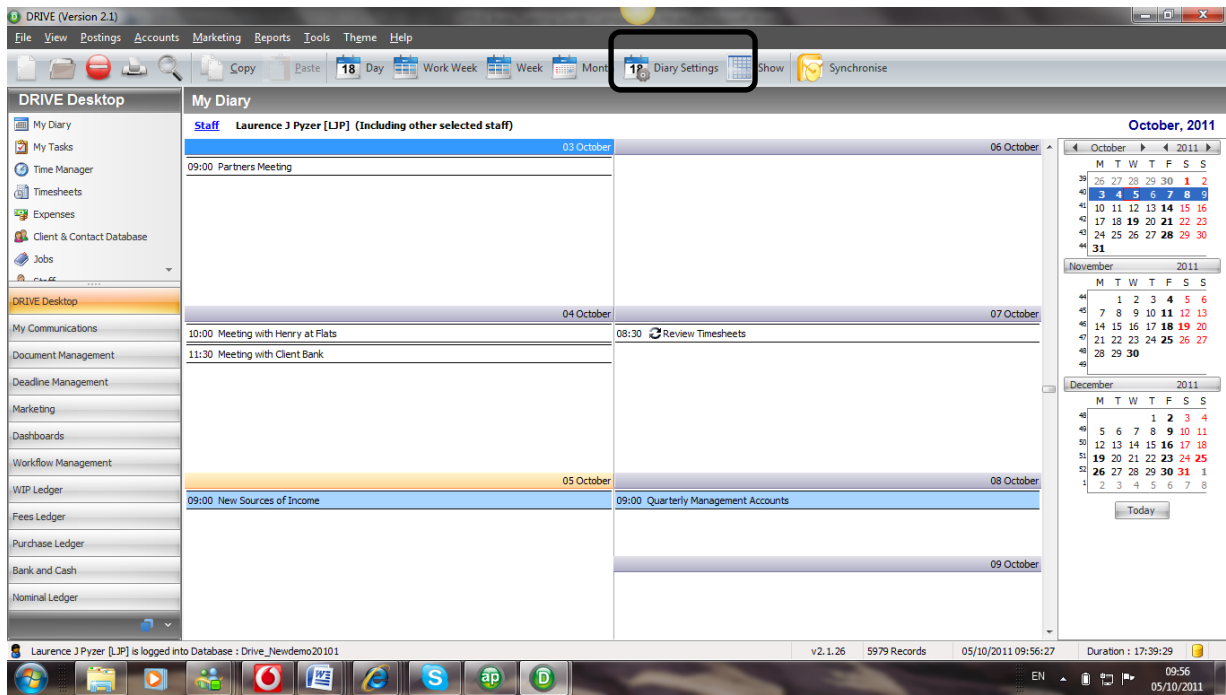 DRIVE (Version 2.1)
File View Postings Accounts Marketing Reports Tools Theme Help
Copy Paste 18 Day Work Week Week Mont 18 Diary Settings Show Synchronise
DRIVE Desktop
My Diary
My Tasks
Time Manager
Timesheets
Expenses
Client & Contact Database
Jobs
Staff
DRIVE Desktop
My Communications
Document Management
Deadline Management
Marketing
Dashboards
Workflow Management
WIP Ledger
Fees Ledger
Purchase Ledger
Bank and Cash
Nominal Ledger
My Diary
Staff Laurence J Pyzer [LJP] (Including other selected staff) October, 2011
03 October
09:00 Partners Meeting
04 October
10:00 Meeting with Henry at Flats
11:30 Meeting with Client Bank
05 October
09:00 New Sources of Income
06 October
07 October
08:30 Review Timesheets
08 October
09:00 Quarterly Management Accounts
09 October
October 2011
M T W T F S S
39 26 27 28 29 30 1 2
40 3 4 5 6 7 8 9
41 10 11 12 13 14 15 16
42 17 18 19 20 21 22 23
43 24 25 26 27 28 29 30
44 31
November 2011
M T W T F S S
44 1 2 3 4 5 6
45 7 8 9 10 11 12 13
46 14 15 16 17 18 19 20
47 21 22 23 24 25 26 27
48 28 29 30
49
December 2011
M T W T F S S
48 1 2 3 4
49 5 6 7 8 9 10 11
50 12 13 14 15 16 17 18
51 19 20 21 22 23 24 25
52 26 27 28 29 30 31 1
1 2 3 4 5 6 7 8
Today
Laurence J Pyzer [LJP] is logged into Database : Drive_Newdemo20101 v2.1.26 5979 Records 05/10/2011 09:56:27 Duration : 17:39:29
W S ap D EN 09:56
05/10/2011